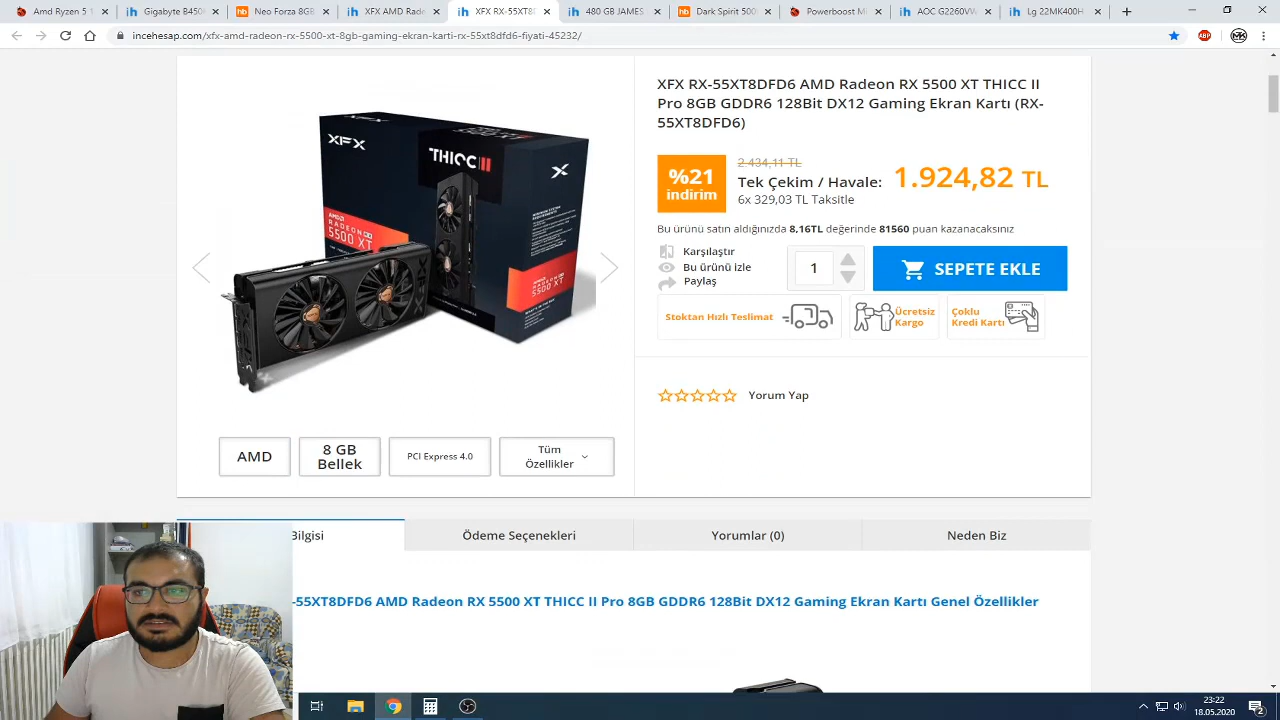 Amd Ryzen 5 1
Gigabyte B450
Neo Forza 8GB
XFX AMD Rade
XFX RX-55XT8
480 GB JAMES
Dark Spirit 500
Powerboost M
AOC G2260VW
Lg 22MK400H
incehesap.com/xfx-amd-radeon-rx-5500-xt-8gb-gaming-ekran-karti-rx-55xt8dfd6-fiyati-45232/
ABP
MK
XFX RX-55XT8DFD6 AMD Radeon RX 5500 XT THICC II
Pro 8GB GDDR6 128Bit DX12 Gaming Ekran Kartı (RX-
55XT8DFD6)
XFX
THICC II
AMD
RADEON
5500 XT
RADEON
5500 XT
%21
indirim
2.434,11 TL
Tek Çekim / Havale: 1.924,82 TL
6x 329,03 TL Taksitle
Bu ürünü satın aldığınızda 8,16TL değerinde 81560 puan kazanacaksınız
Karşılaştır
Bu ürünü izle
Paylaş
1
SEPETE EKLE
Stoktan Hızlı Teslimat
Ücretsiz
Kargo
Çoklu
Kredi Kartı
Yorum Yap
AMD
8 GB
Bellek
PCI Express 4.0
Tüm
Özellikler
Bilgisi
Ödeme Seçenekleri
Yorumlar (0)
Neden Biz
-55XT8DFD6 AMD Radeon RX 5500 XT THICC II Pro 8GB GDDR6 128Bit DX12 Gaming Ekran Kartı Genel Özellikler
23:22
18.05.2020
2